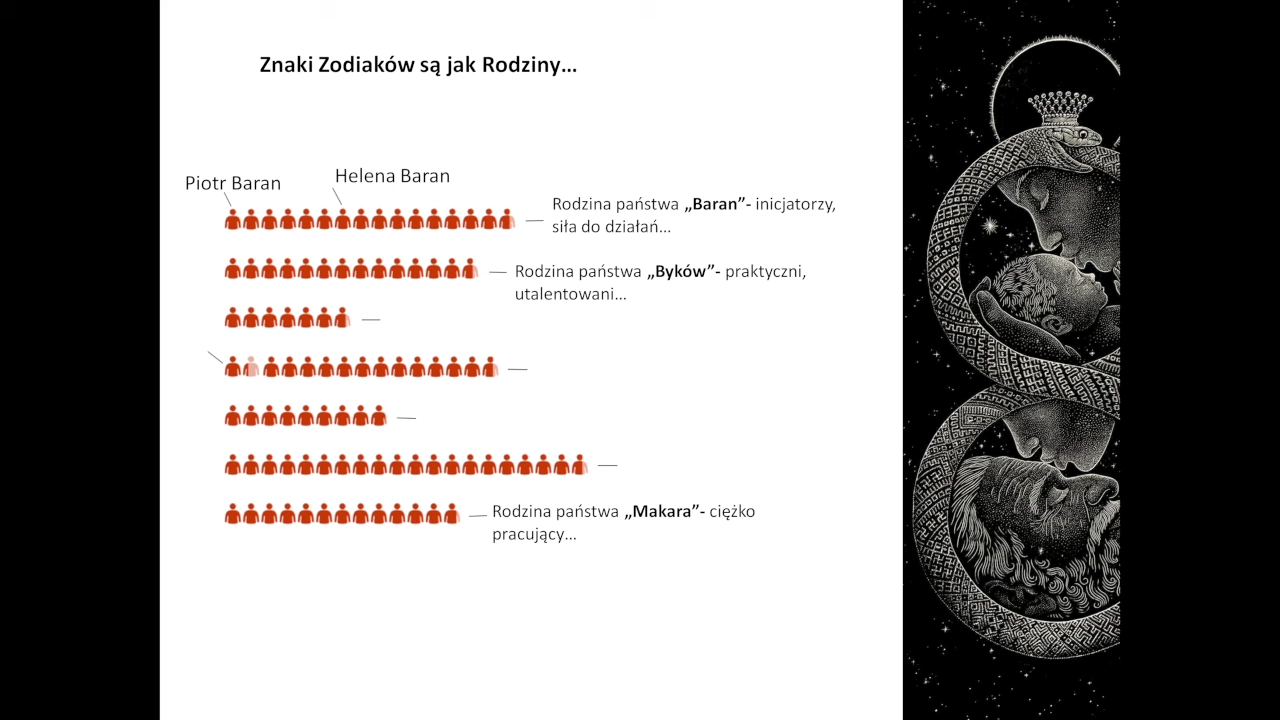 Znaki Zodiaków są jak Rodziny...
Piotr Baran
Helena Baran
Rodzina państwa „Baran”- inicjatorzy,
siła do działań...
Rodzina państwa „Byków”- praktyczni,
utalentowani...
Rodzina państwa „Makara”- ciężko
pracujący...